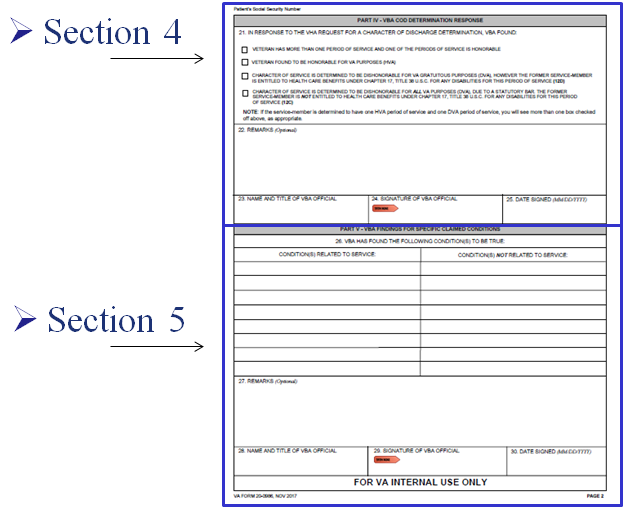 Patient's Social Security Number
Section 4
PART IV - VBA COD DETERMINATION RESPONSE
21. IN RESPONSE TO THE VHA REQUEST FOR A CHARACTER OF DISCHARGE DETERMINATION, VBA FOUND:
VETERAN HAS MORE THAN ONE PERIOD OF SERVICE AND ONE OF THE PERIODS OF SERVICE IS HONORABLE
VETERAN FOUND TO BE HONORABLE FOR VA PURPOSES (HVA)
CHARACTER OF SERVICE IS DETERMINED TO BE DISHONORABLE FOR VA GRATUITOUS PURPOSES (DVA), HOWEVER THE FORMER SERVICE-MEMBER
IS ENTITLED TO HEALTH CARE BENEFITS UNDER CHAPTER 17, TITLE 38 U.S.C. FOR ANY DISABILITIES FOR THIS PERIOD OF SERVICE (12D)
CHARACTER OF SERVICE IS DETERMINED TO BE DISHONORABLE FOR ALL VA PURPOSES (DVA) DUE TO A STATUTORY BAR. THE FORMER
SERVICE-MEMBER IS NOT ENTITLED TO HEALTH CARE BENEFITS UNDER CHAPTER 17, TITLE 38 U.S.C. FOR ANY DISABILITIES FOR THIS PERIOD
OF SERVICE (12C)
NOTE: If the service-member is determined to have one HVA period of service and one DVA period of service, you will see more than one box checked
off above, as appropriate.
22. REMARKS (Optional)
23. NAME AND TITLE OF VBA OFFICIAL
24. SIGNATURE OF VBA OFFICIAL
25. DATE SIGNED (MM/DD/YYYY)
Section 5
PART V - VBA FINDINGS FOR SPECIFIC CLAIMED CONDITIONS
26. VBA HAS FOUND THE FOLLOWING CONDITION(S) TO BE TRUE:
CONDITION(S) RELATED TO SERVICE:
CONDITION(S) NOT RELATED TO SERVICE:
27. REMARKS (Optional)
28. NAME AND TITLE OF VBA OFFICIAL
29. SIGNATURE OF VBA OFFICIAL
30. DATE SIGNED (MM/DD/YYYY)
FOR VA INTERNAL USE ONLY
VA FORM 20-0986, NOV 2017
PAGE 2